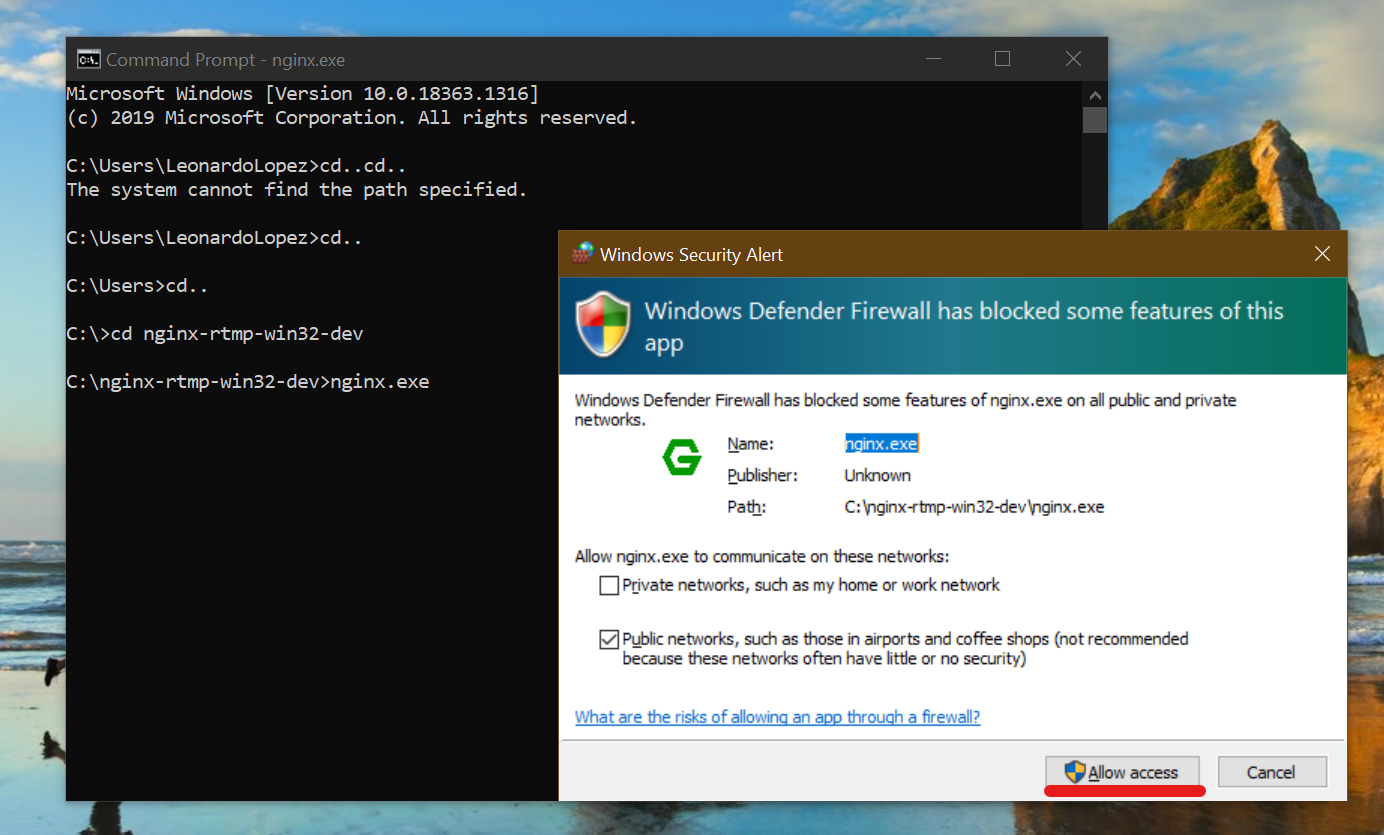 Command Prompt - nginx.exe
Microsoft Windows [Version 10.0.18363.1316]
(c) 2019 Microsoft Corporation. All rights reserved.
C:\Users\LeonardoLopez>cd..cd..
The system cannot find the path specified.
C:\Users\LeonardoLopez>cd..
C:\Users>cd..
C:\>cd nginx-rtmp-win32-dev
C:\nginx-rtmp-win32-dev>nginx.exe
Windows Security Alert
Windows Defender Firewall has blocked some features of this
app
Windows Defender Firewall has blocked some features of nginx.exe on all public and private
networks.
Name: nginx.exe
Publisher: Unknown
Path: C:\nginx-rtmp-win32-dev\nginx.exe
Allow nginx.exe to communicate on these networks:
Private networks, such as my home or work network
Public networks, such as those in airports and coffee shops (not recommended
because these networks often have little or no security)
What are the risks of allowing an app through a firewall?
Allow access Cancel